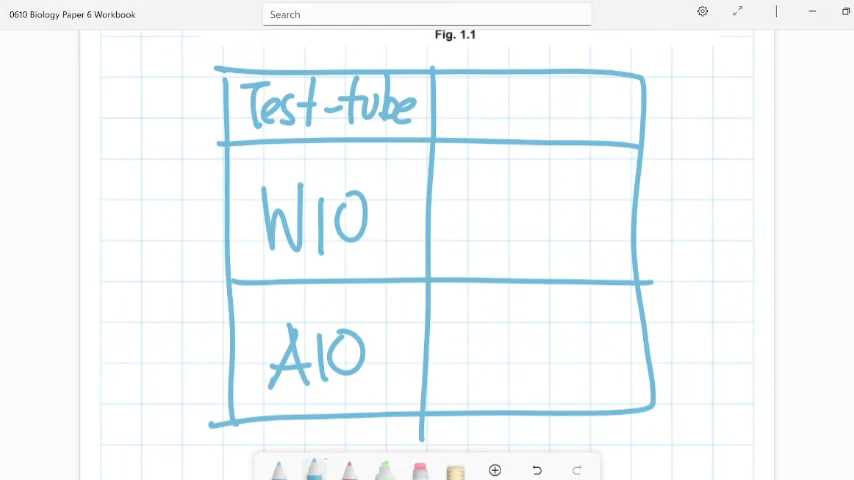 0610 Biology Paper 6 Workbook
Search
Fig. 1.1
Test-tube
W10
A10